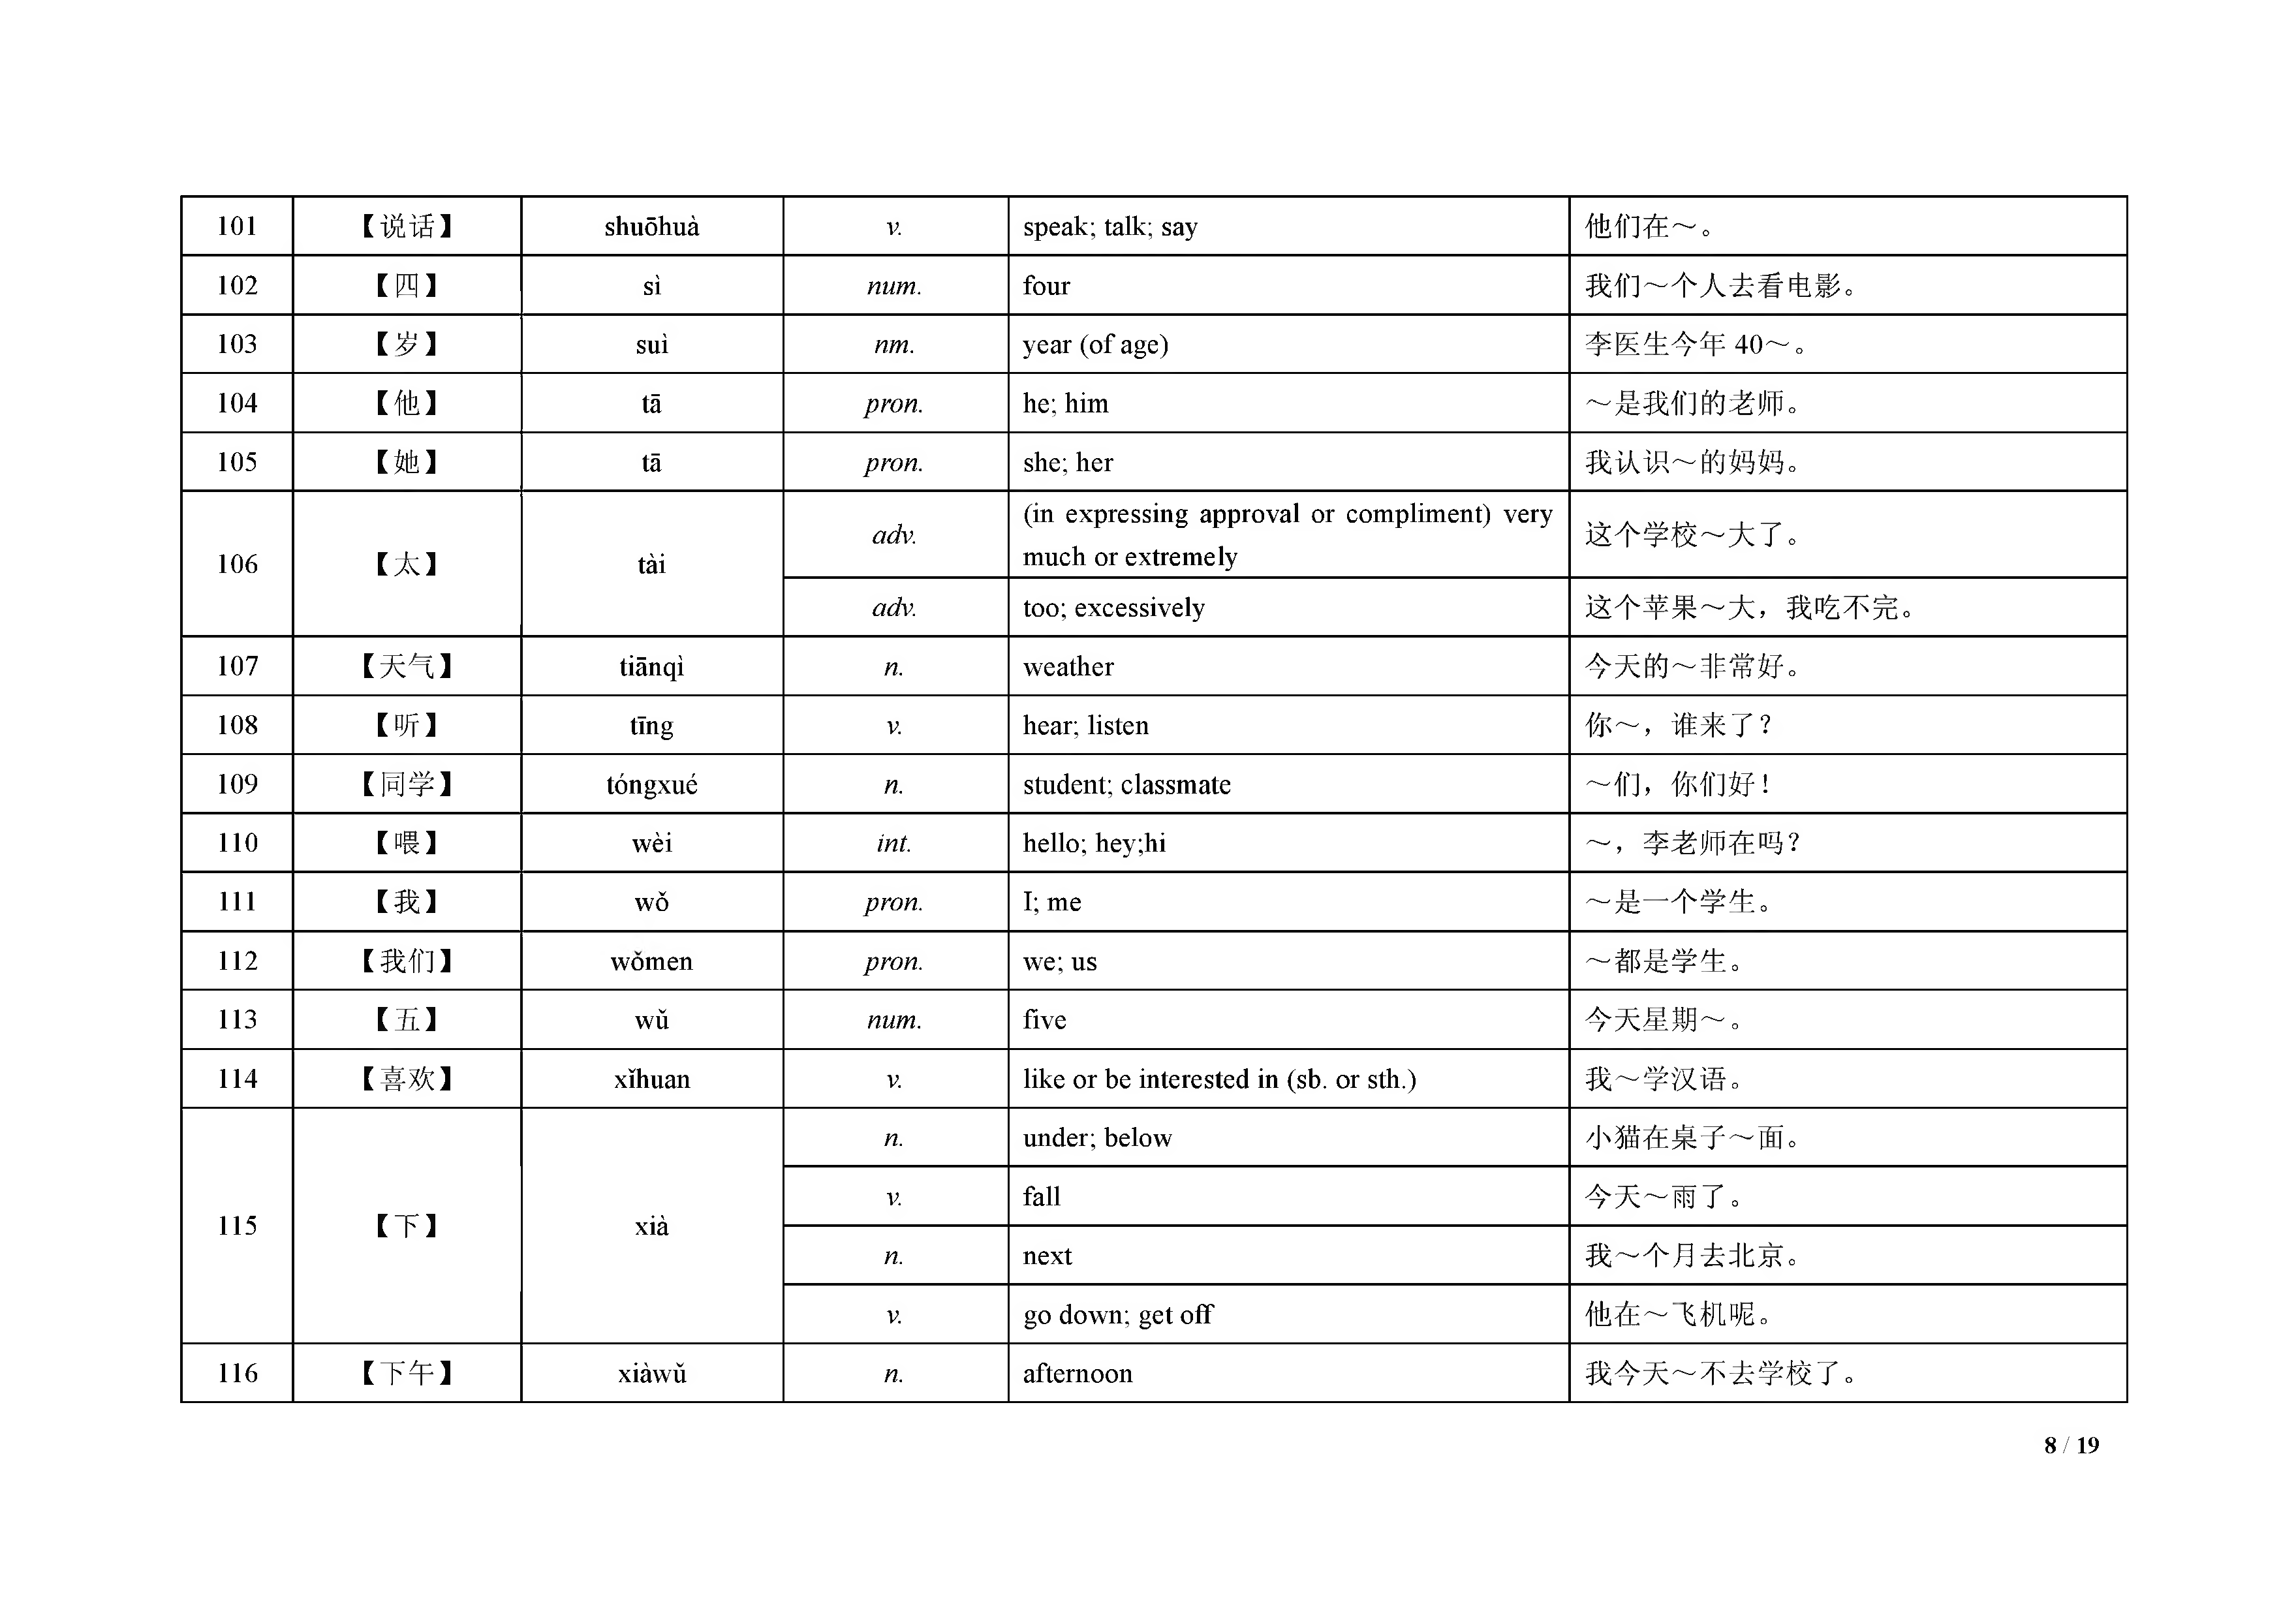 101 【说话】 shuōhuà v. speak; talk; say 他们在～。
102 【四】 sì num. four 我们～个人去看电影。
103 【岁】 suì nm. year (of age) 李医生今年 40～。
104 【他】 tā pron. he; him ～是我们的老师。
105 【她】 tā pron. she; her 我认识～的妈妈。
106 【太】 tài adv. (in expressing approval or compliment) very
much or extremely 这个学校～大了。
adv. too; excessively 这个苹果～大，我吃不完。
107 【天气】 tiānqì n. weather 今天的～非常好。
108 【听】 tīng v. hear; listen 你～，谁来了？
109 【同学】 tóngxué n. student; classmate ～们，你们好！
110 【喂】 wèi int. hello; hey;hi ～，李老师在吗？
111 【我】 wǒ pron. I; me ～是一个学生。
112 【我们】 wǒmen pron. we; us ～都是学生。
113 【五】 wǔ num. five 今天星期～。
114 【喜欢】 xǐhuan v. like or be interested in (sb. or sth.) 我～学汉语。
115 【下】 xià n. under; below 小猫在桌子～面。
v. fall 今天～雨了。
n. next 我～个月去北京。
v. go down; get off 他在～飞机呢。
116 【下午】 xiàwǔ n. afternoon 我今天～不去学校了。
8 / 19